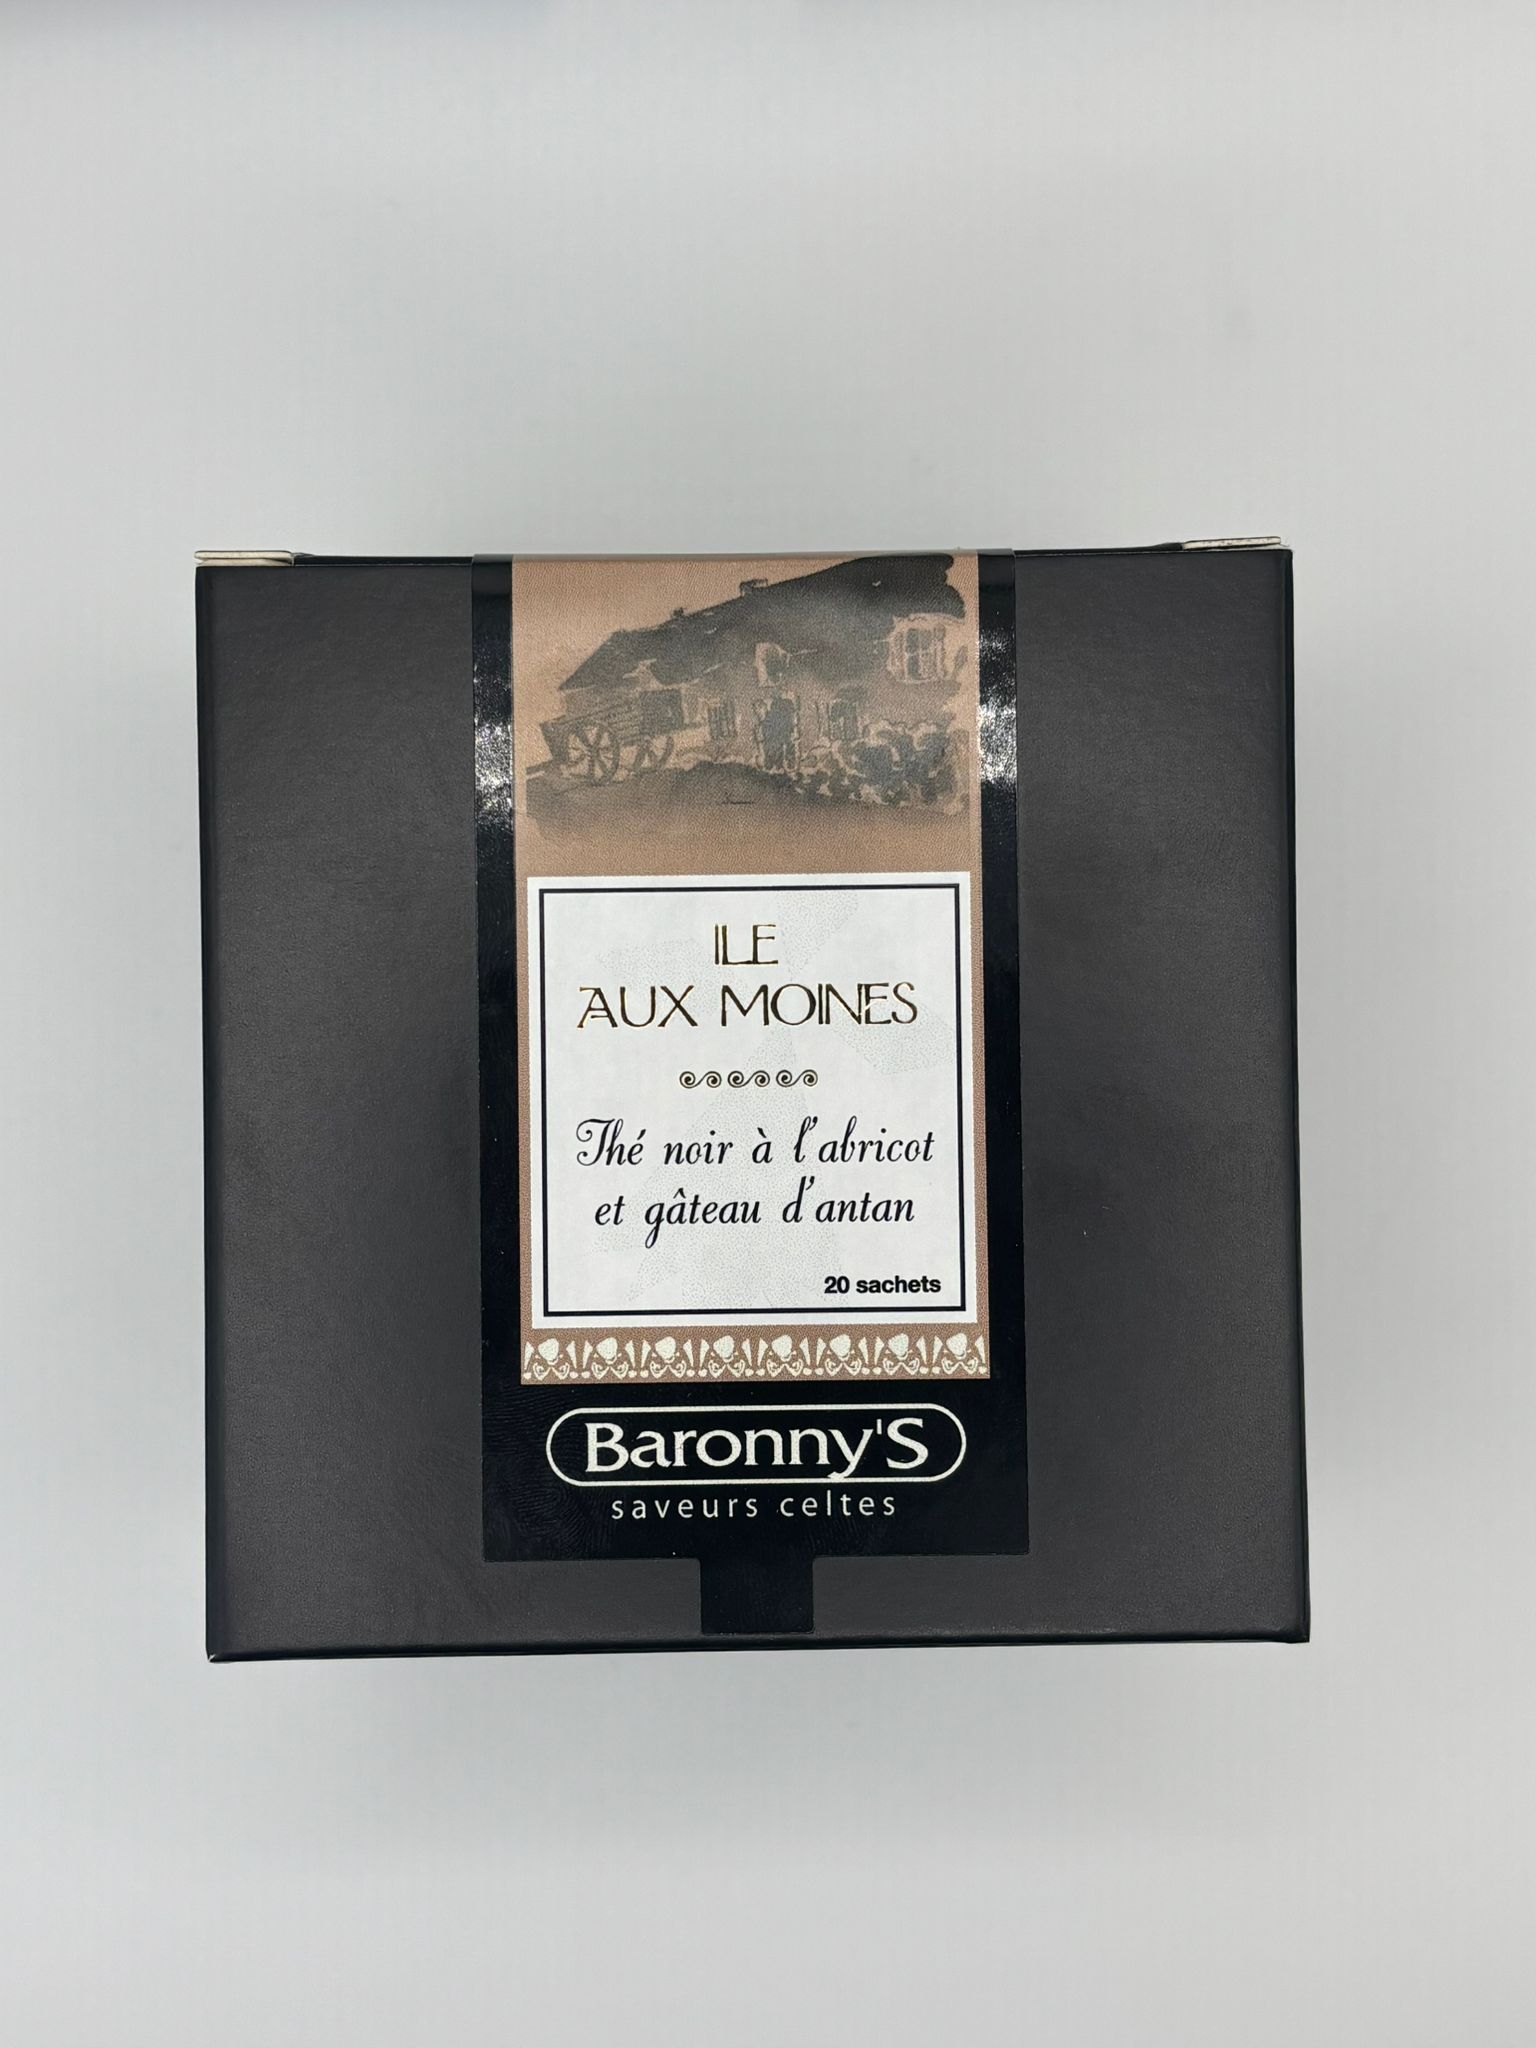 ILE
AUX MOINES
Thé noir à l'abricot
et gâteau d'antan
20 sachets
Baronny'S
saveurs celtes